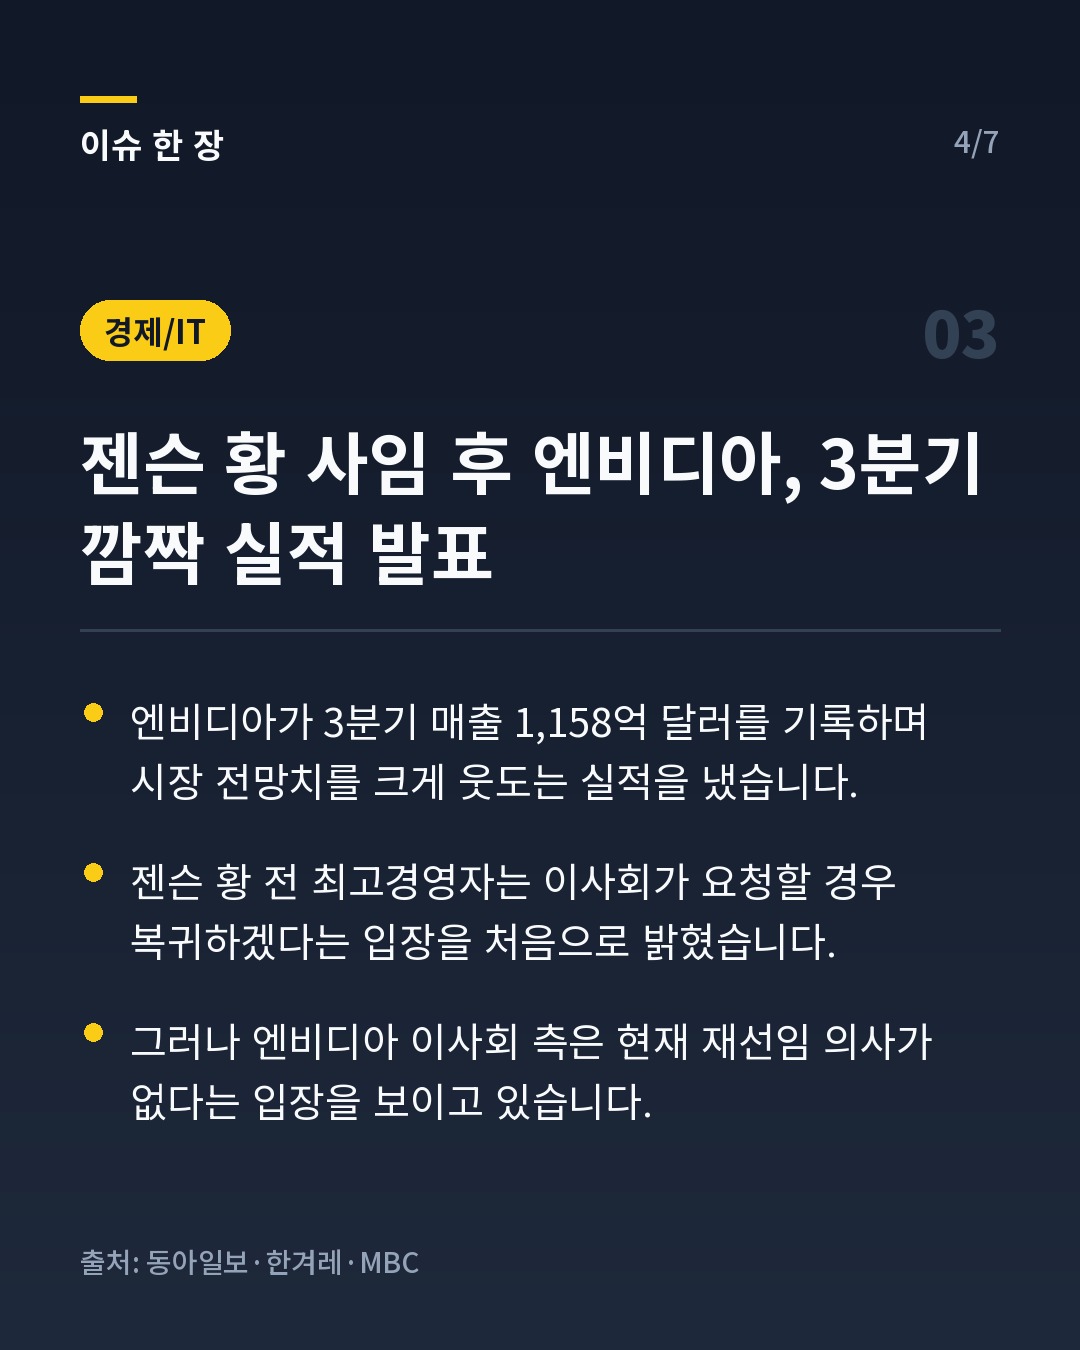 이슈 한 장
4/7
경제/IT
03
젠슨 황 사임 후 엔비디아, 3분기
깜짝 실적 발표
엔비디아가 3분기 매출 1,158억 달러를 기록하며
시장 전망치를 크게 웃도는 실적을 냈습니다.
젠슨 황 전 최고경영자는 이사회가 요청할 경우
복귀하겠다는 입장을 처음으로 밝혔습니다.
그러나 엔비디아 이사회 측은 현재 재선임 의사가
없다는 입장을 보이고 있습니다.
출처: 동아일보·한겨레·MBC